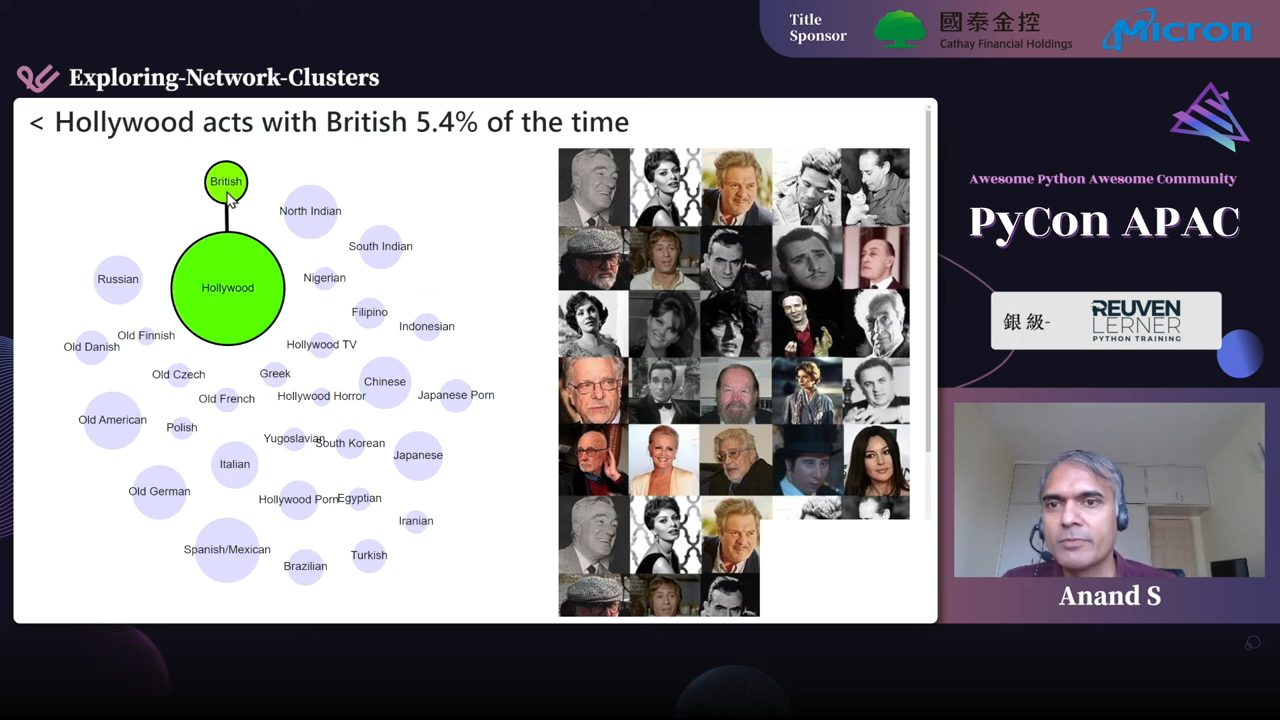 Title
Sponsor
國泰金控
Cathay Financial Holdings
Micron
Exploring-Network-Clusters
< Hollywood acts with British 5.4% of the time
British
North Indian
South Indian
Russian
Nigerian
Hollywood
Filipino
Indonesian
Old Finnish
Old Danish
Hollywood TV
Old Czech
Greek
Chinese
Old French
Hollywood Horror
Japanese Porn
Old American
Polish
Yugoslavian
South Korean
Japanese
Italian
Old German
Hollywood Porn
Egyptian
Iranian
Spanish/Mexican
Turkish
Brazilian
Awesome Python Awesome Community
PyCon APAC
銀級-
REUVEN
LERNER
PYTHON TRAINING
Anand S